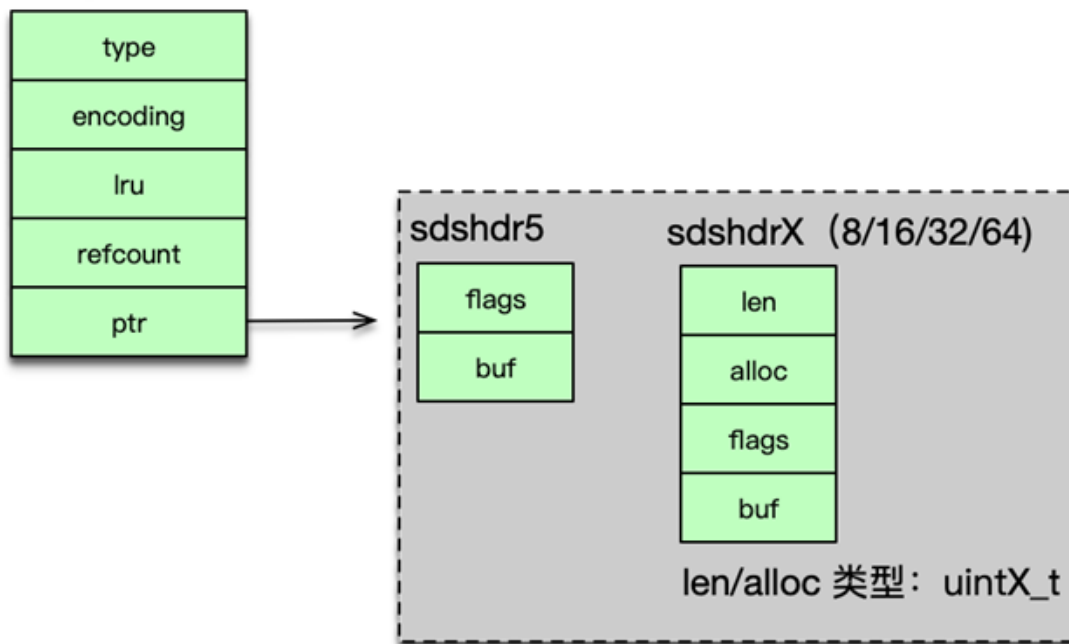 type
encoding
lru
refcount
ptr
sdshdr5
flags
buf
sdshdrX（8/16/32/64)
len
alloc
flags
buf
len/alloc 类型：uintX_t